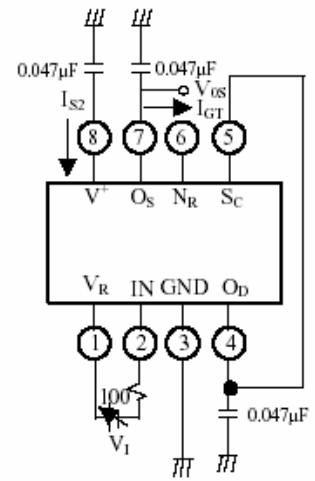 0.047μF 0.047μF
V0S
IS2 IGT
8 7 6 5
V+ OS NR SC
VR IN GND OD
1 2 3 4
100
VI
0.047μF